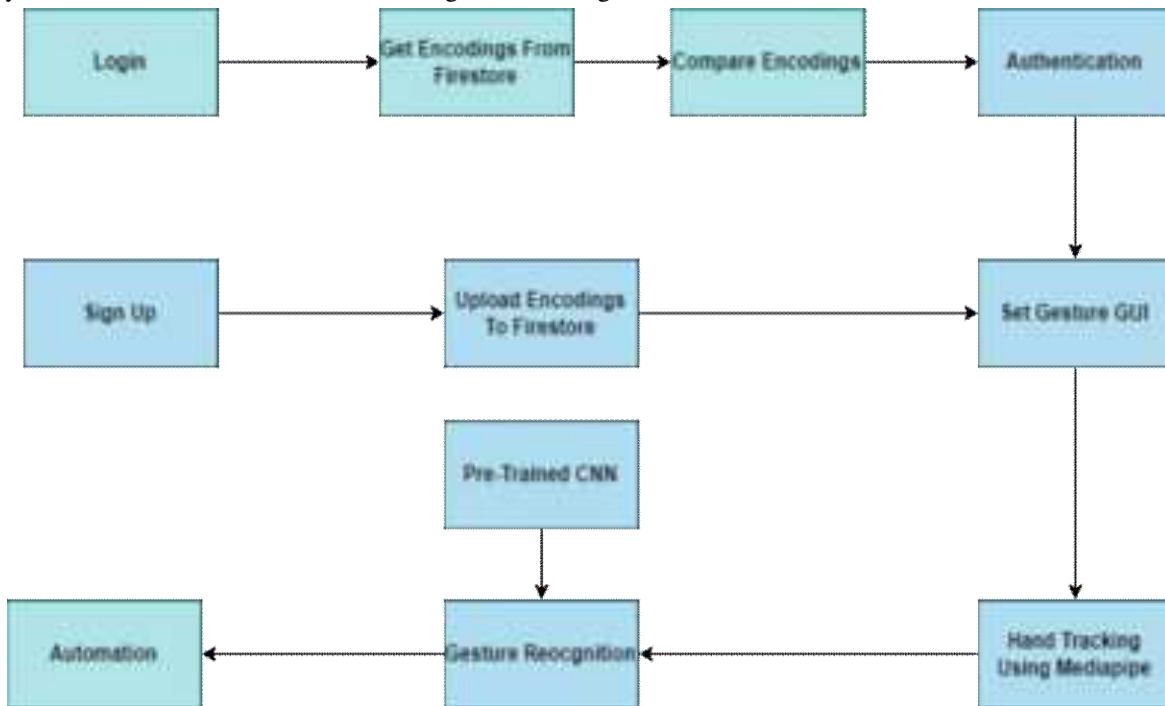 Login
Get Encodings From
Firestore
Compare Encodings
Authentication
Sign Up
Upload Encodings
To Firestore
Set Gesture GUI
Pre-Trained CNN
Automation
Gesture Reocgnition
Hand Tracking
Using Mediapipe